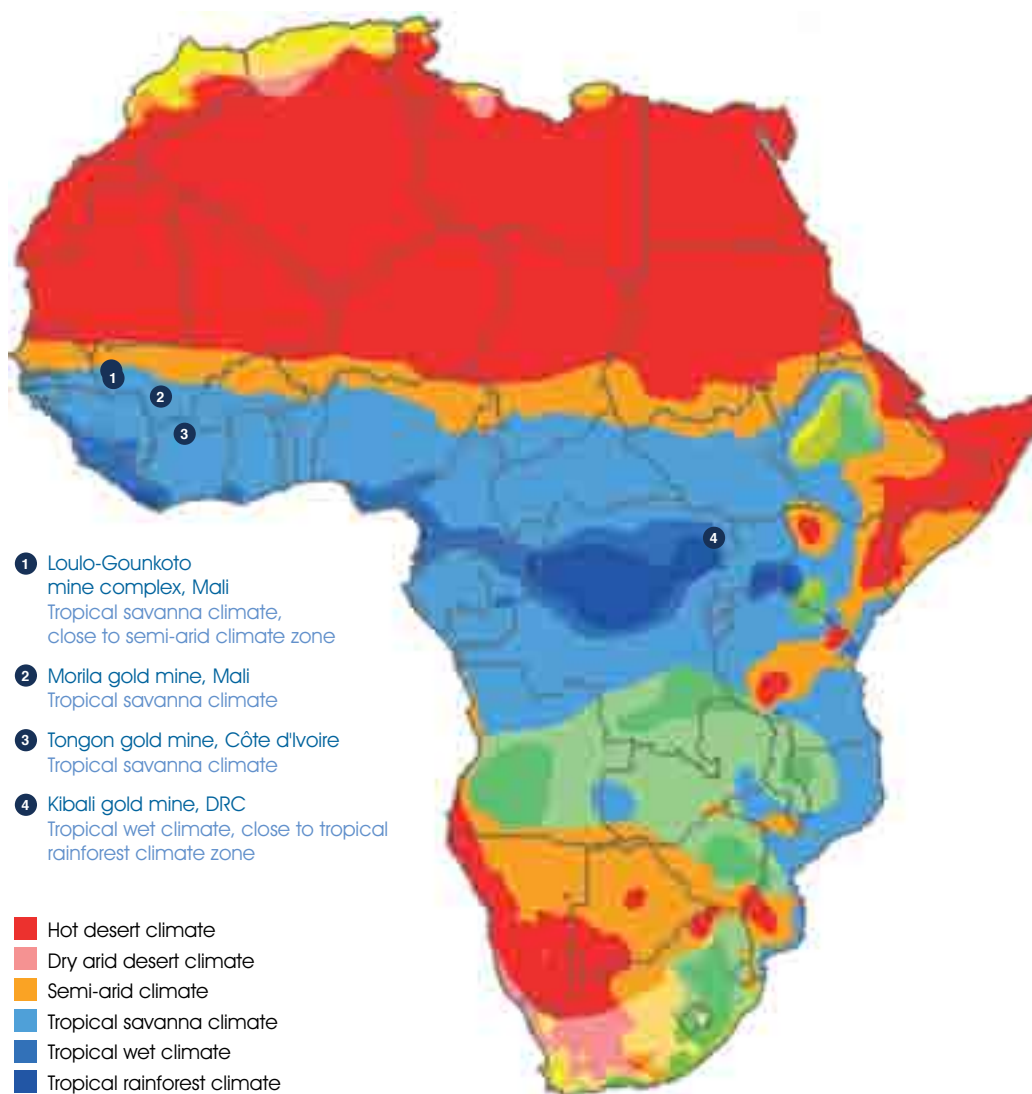 1
2
3
4
1 Loulo-Gounkoto
mine complex, Mali
Tropical savanna climate,
close to semi-arid climate zone
2 Morila gold mine, Mali
Tropical savanna climate
3 Tongon gold mine, Côte d'Ivoire
Tropical savanna climate
4 Kibali gold mine, DRC
Tropical wet climate, close to tropical
rainforest climate zone
Hot desert climate
Dry arid desert climate
Semi-arid climate
Tropical savanna climate
Tropical wet climate
Tropical rainforest climate